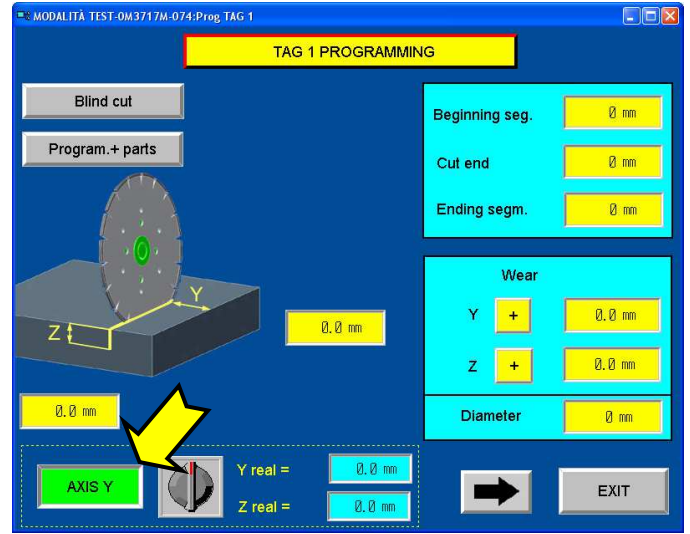 MODALITÀ TEST-0M3717M-074:Prog TAG 1
TAG 1 PROGRAMMING
Blind cut
Program.+ parts
Beginning seg. 0 mm
Cut end 0 mm
Ending segm. 0 mm
Y
Z
0.0 mm
0.0 mm
Wear
Y + 0.0 mm
Z + 0.0 mm
Diameter 0 mm
AXIS Y
Y real = 0.0 mm
Z real = 0.0 mm
EXIT